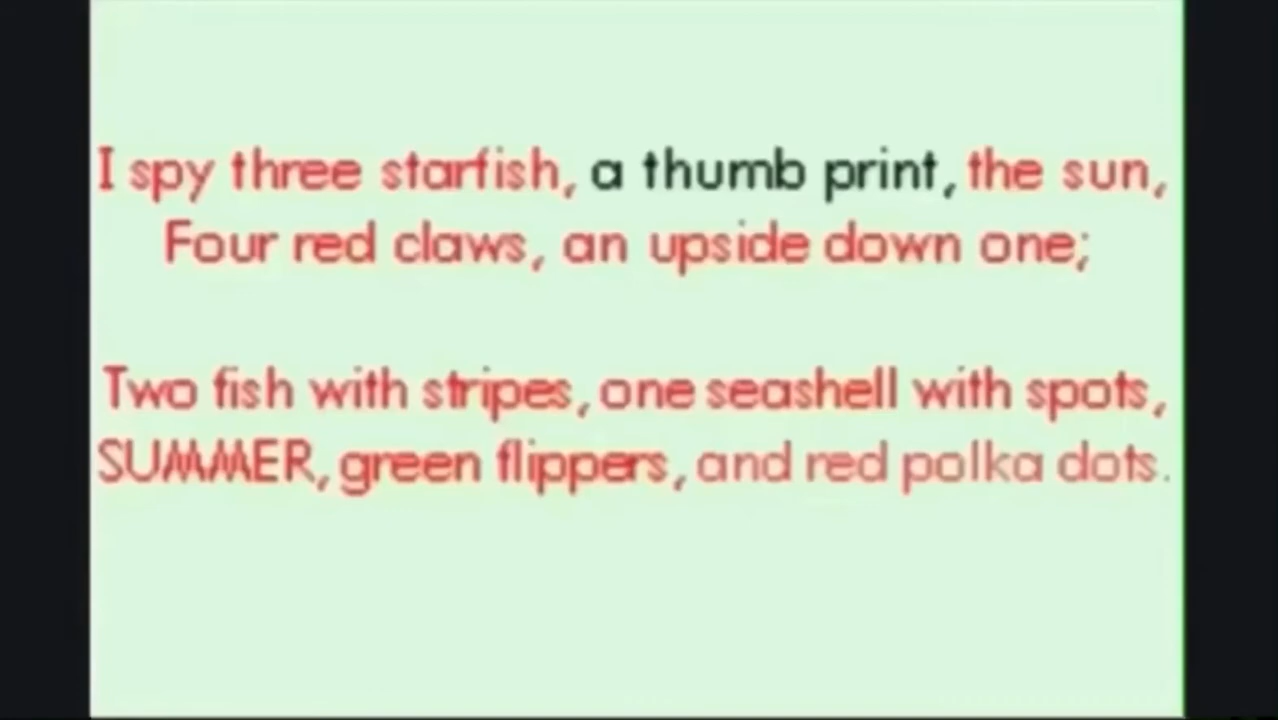 I spy three starfish, a thumb print, the sun,
Four red claws, an upside down one;
Two fish with stripes, one seashell with spots,
SUMMER, green flippers, and red polka dots.